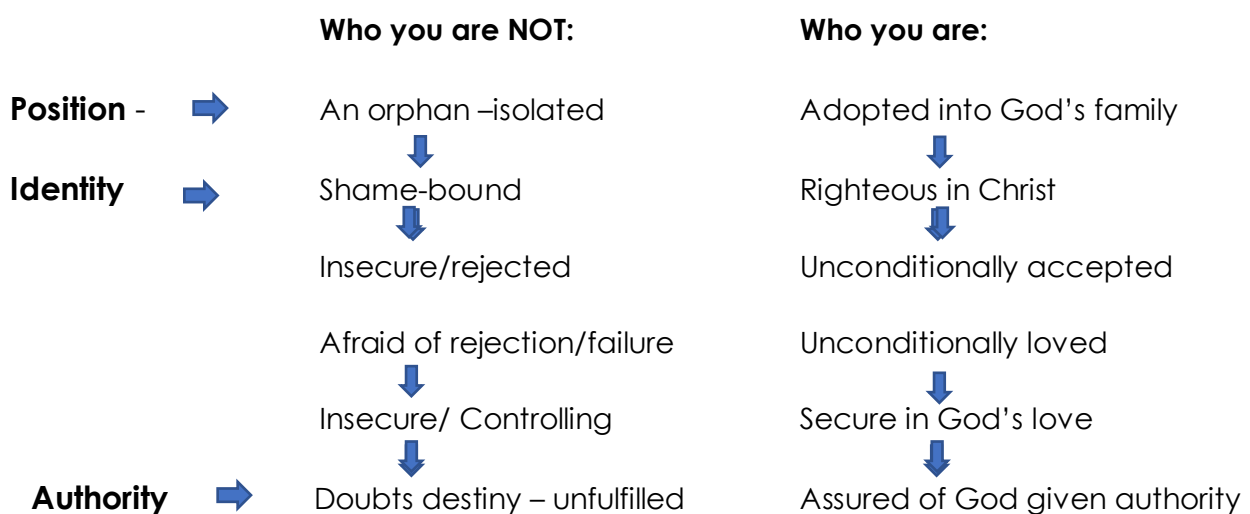 Who you are NOT: Who you are:
Position - An orphan –isolated Adopted into God’s family
Identity Shame-bound Righteous in Christ
Insecure/rejected Unconditionally accepted
Afraid of rejection/failure Unconditionally loved
Insecure/ Controlling Secure in God’s love
Authority Doubts destiny – unfulfilled Assured of God given authority